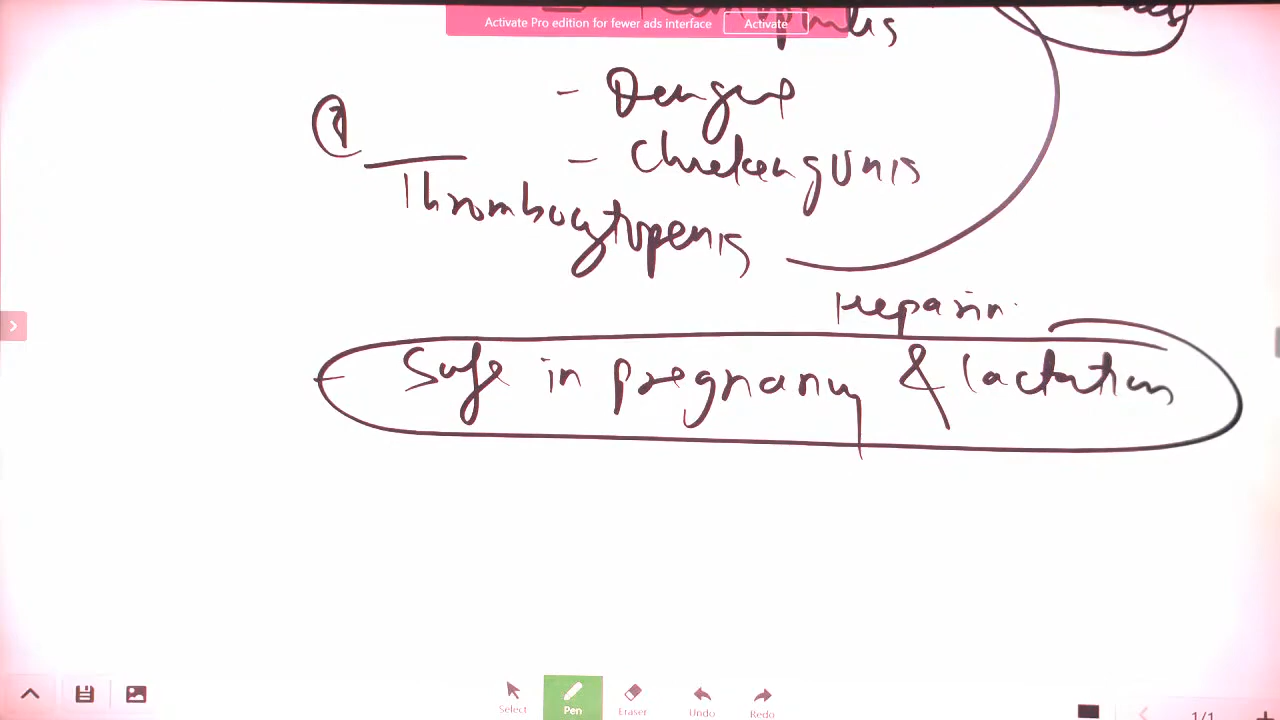 Activate Pro edition for fewer ads interface Activate
- Dengue
- Chickengunia
Thrombocytopenia
Heparin
- Safe in pregnancy & lactation
Select Pen Eraser Undo Redo
1/1